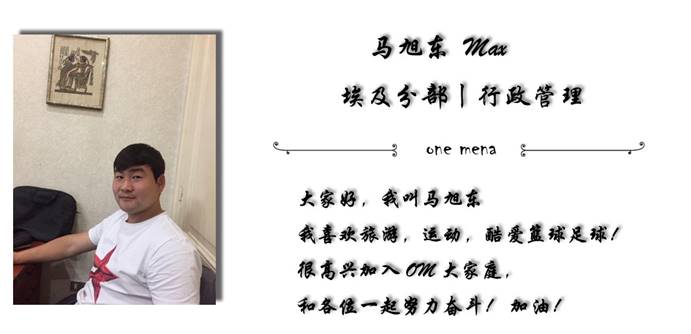 马旭东 Max
埃及分部丨行政管理
one mena
大家好，我叫马旭东
我喜欢旅游，运动，酷爱篮球足球！
很高兴加入OM大家庭，
和各位一起努力奋斗！加油！